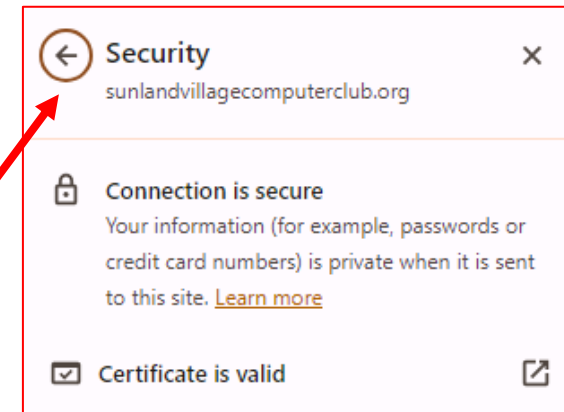 Security
sunlandvillagecomputerclub.org
Connection is secure
Your information (for example, passwords or
credit card numbers) is private when it is sent
to this site. Learn more
Certificate is valid